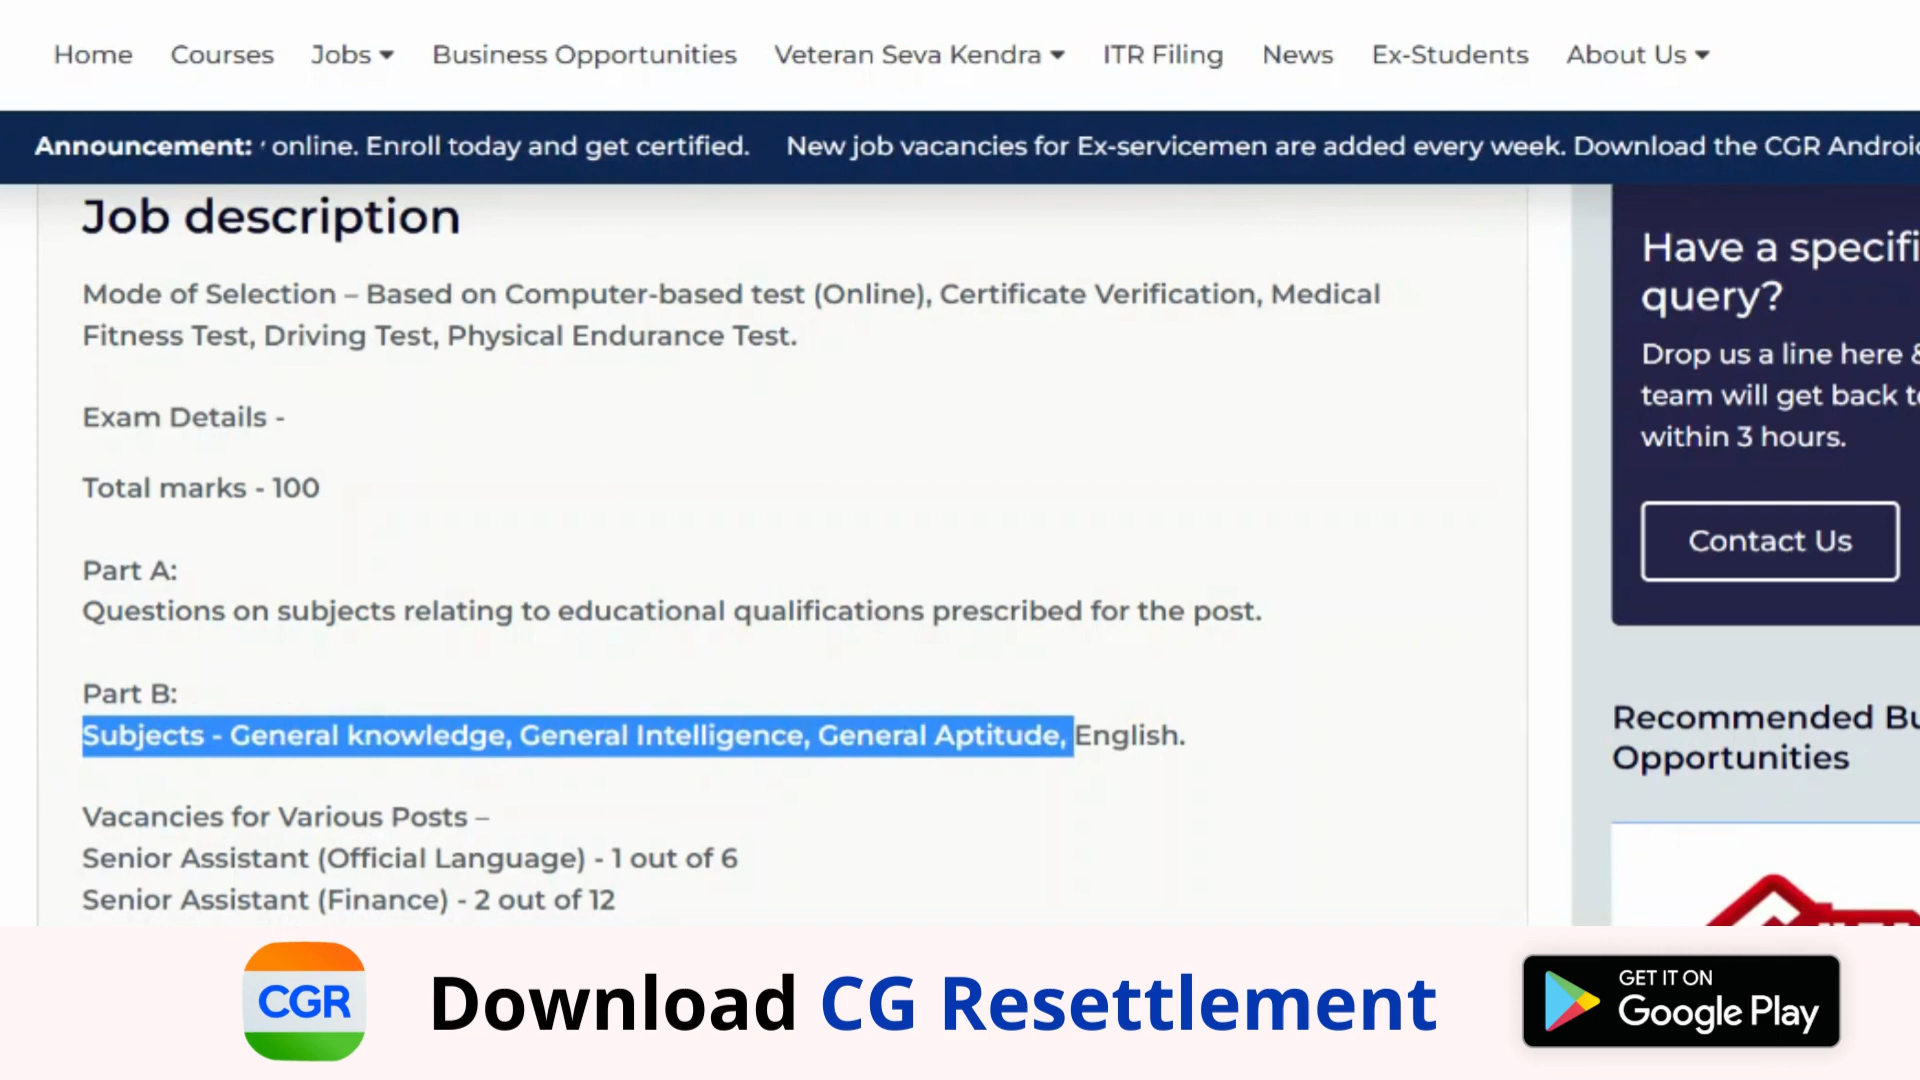 Home Courses Jobs Business Opportunities Veteran Seva Kendra ITR Filing News Ex-Students About Us
Announcement: online. Enroll today and get certified. New job vacancies for Ex-servicemen are added every week. Download the CGR
Job description
Mode of Selection – Based on Computer-based test (Online), Certificate Verification, Medical
Fitness Test, Driving Test, Physical Endurance Test.
Exam Details -
Total marks - 100
Part A:
Questions on subjects relating to educational qualifications prescribed for the post.
Part B:
Subjects - General knowledge, General Intelligence, General Aptitude, English.
Vacancies for Various Posts –
Senior Assistant (Official Language) - 1 out of 6
Senior Assistant (Finance) - 2 out of 12
Have a
query?
Drop us a line here
team will get back
within 3 hours.
Contact Us
Recommended
Opportunities
CGR
Download CG Resettlement
GET IT ON
Google Play